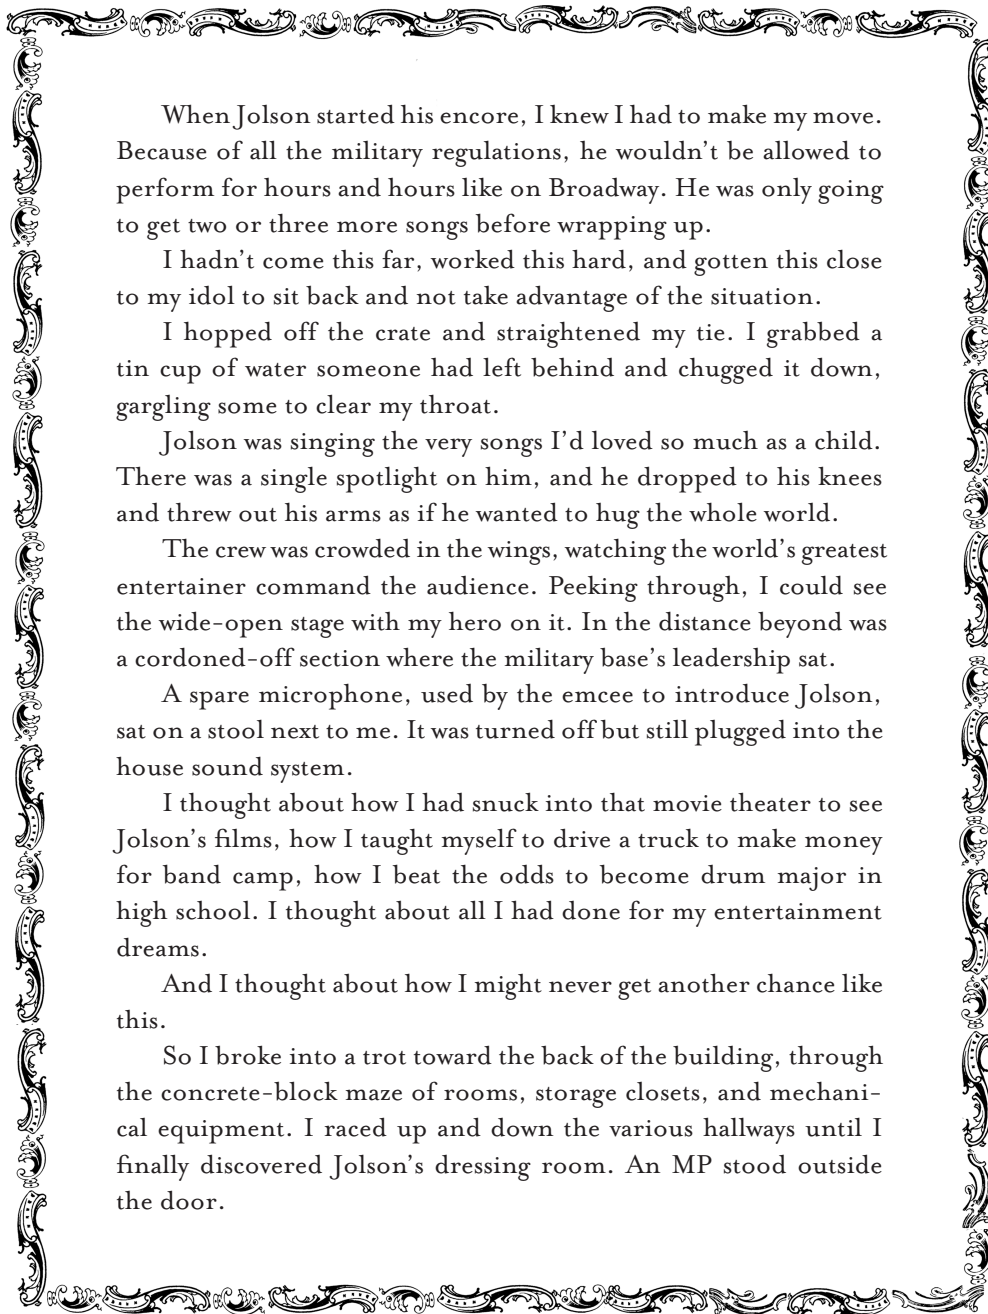 When Jolson started his encore, I knew I had to make my move.
Because of all the military regulations, he wouldn't be allowed to
perform for hours and hours like on Broadway. He was only going
to get two or three more songs before wrapping up.
I hadn't come this far, worked this hard, and gotten this close
to my idol to sit back and not take advantage of the situation.
I hopped off the crate and straightened my tie. I grabbed a
tin cup of water someone had left behind and chugged it down,
gargling some to clear my throat.
Jolson was singing the very songs I'd loved so much as a child.
There was a single spotlight on him, and he dropped to his knees
and threw out his arms as if he wanted to hug the whole world.
The crew was crowded in the wings, watching the world's greatest
entertainer command the audience. Peeking through, I could see
the wide-open stage with my hero on it. In the distance beyond was
a cordoned-off section where the military base's leadership sat.
A spare microphone, used by the emcee to introduce Jolson,
sat on a stool next to me. It was turned off but still plugged into the
house sound system.
I thought about how I had snuck into that movie theater to see
Jolson's films, how I taught myself to drive a truck to make money
for band camp, how I beat the odds to become drum major in
high school. I thought about all I had done for my entertainment
dreams.
And I thought about how I might never get another chance like
this.
So I broke into a trot toward the back of the building, through
the concrete-block maze of rooms, storage closets, and mechani-
cal equipment. I raced up and down the various hallways until I
finally discovered Jolson's dressing room. An MP stood outside
the door.